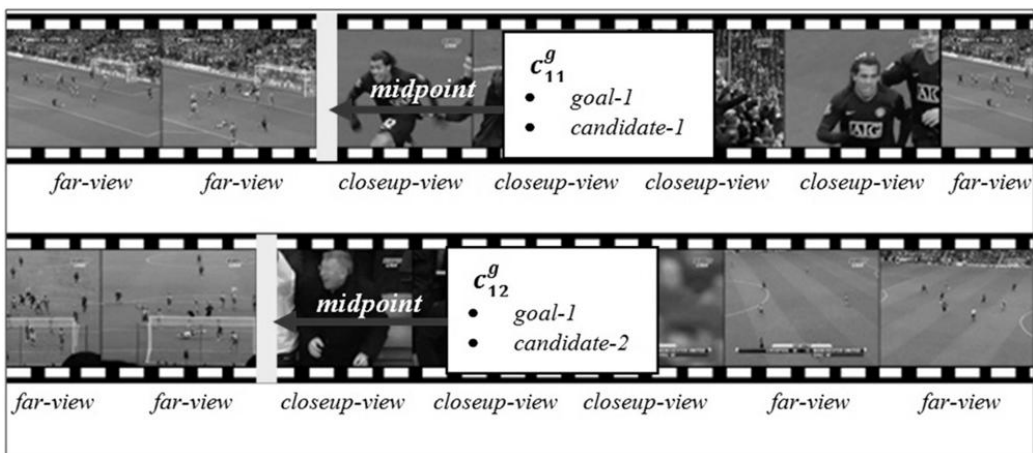 c^g_11
• goal-1
midpoint
• candidate-1
AIG
AIG
far-view far-view closeup-view closeup-view closeup-view closeup-view far-view
c^g_12
• goal-1
midpoint
• candidate-2
far-view far-view closeup-view closeup-view closeup-view far-view far-view